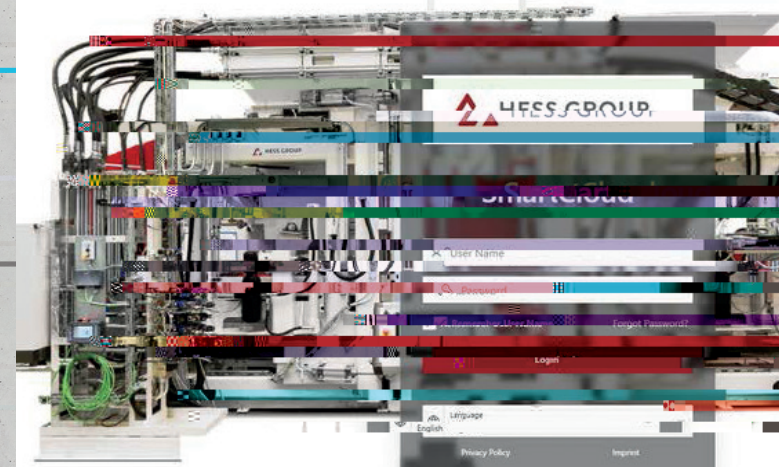 HESS GROUP
HESS GROUP
SmartCloud
User Name
Password
Forgot Password?
Login
Language
English
Privacy Policy
Imprint